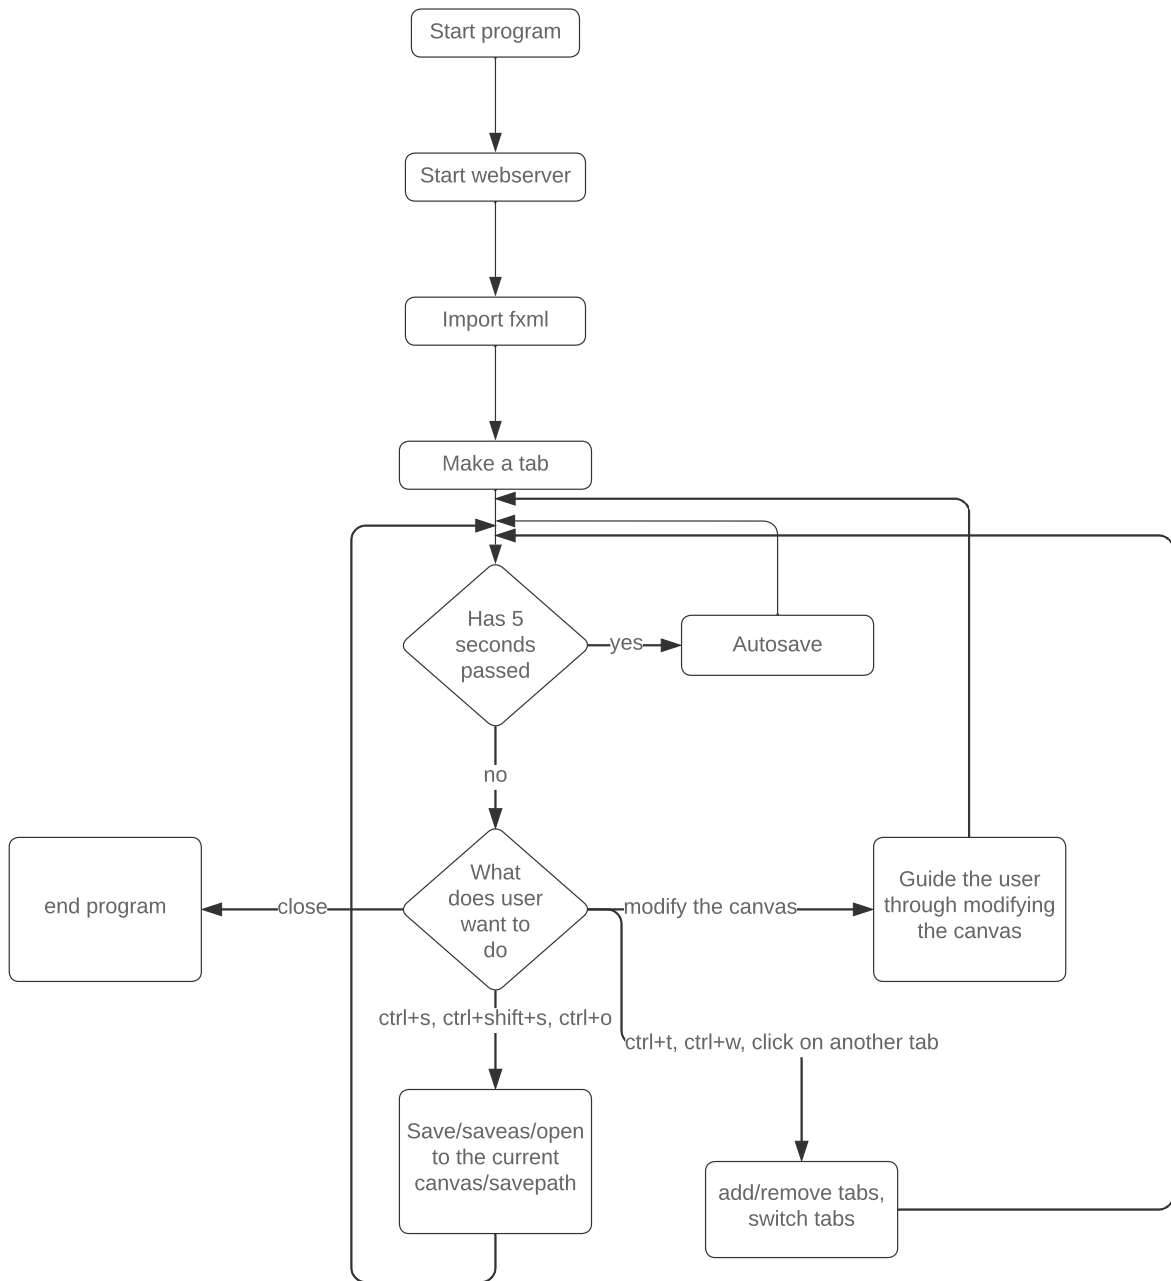 Start program
Start webserver
Import fxml
Make a tab
Has 5
seconds
passed
yes
Autosave
no
What
does user
want to
do
close
end program
modify the canvas
Guide the user
through modifying
the canvas
ctrl+s, ctrl+shift+s, ctrl+o
ctrl+t, ctrl+w, click on another tab
Save/saveas/open
to the current
canvas/savepath
add/remove tabs,
switch tabs